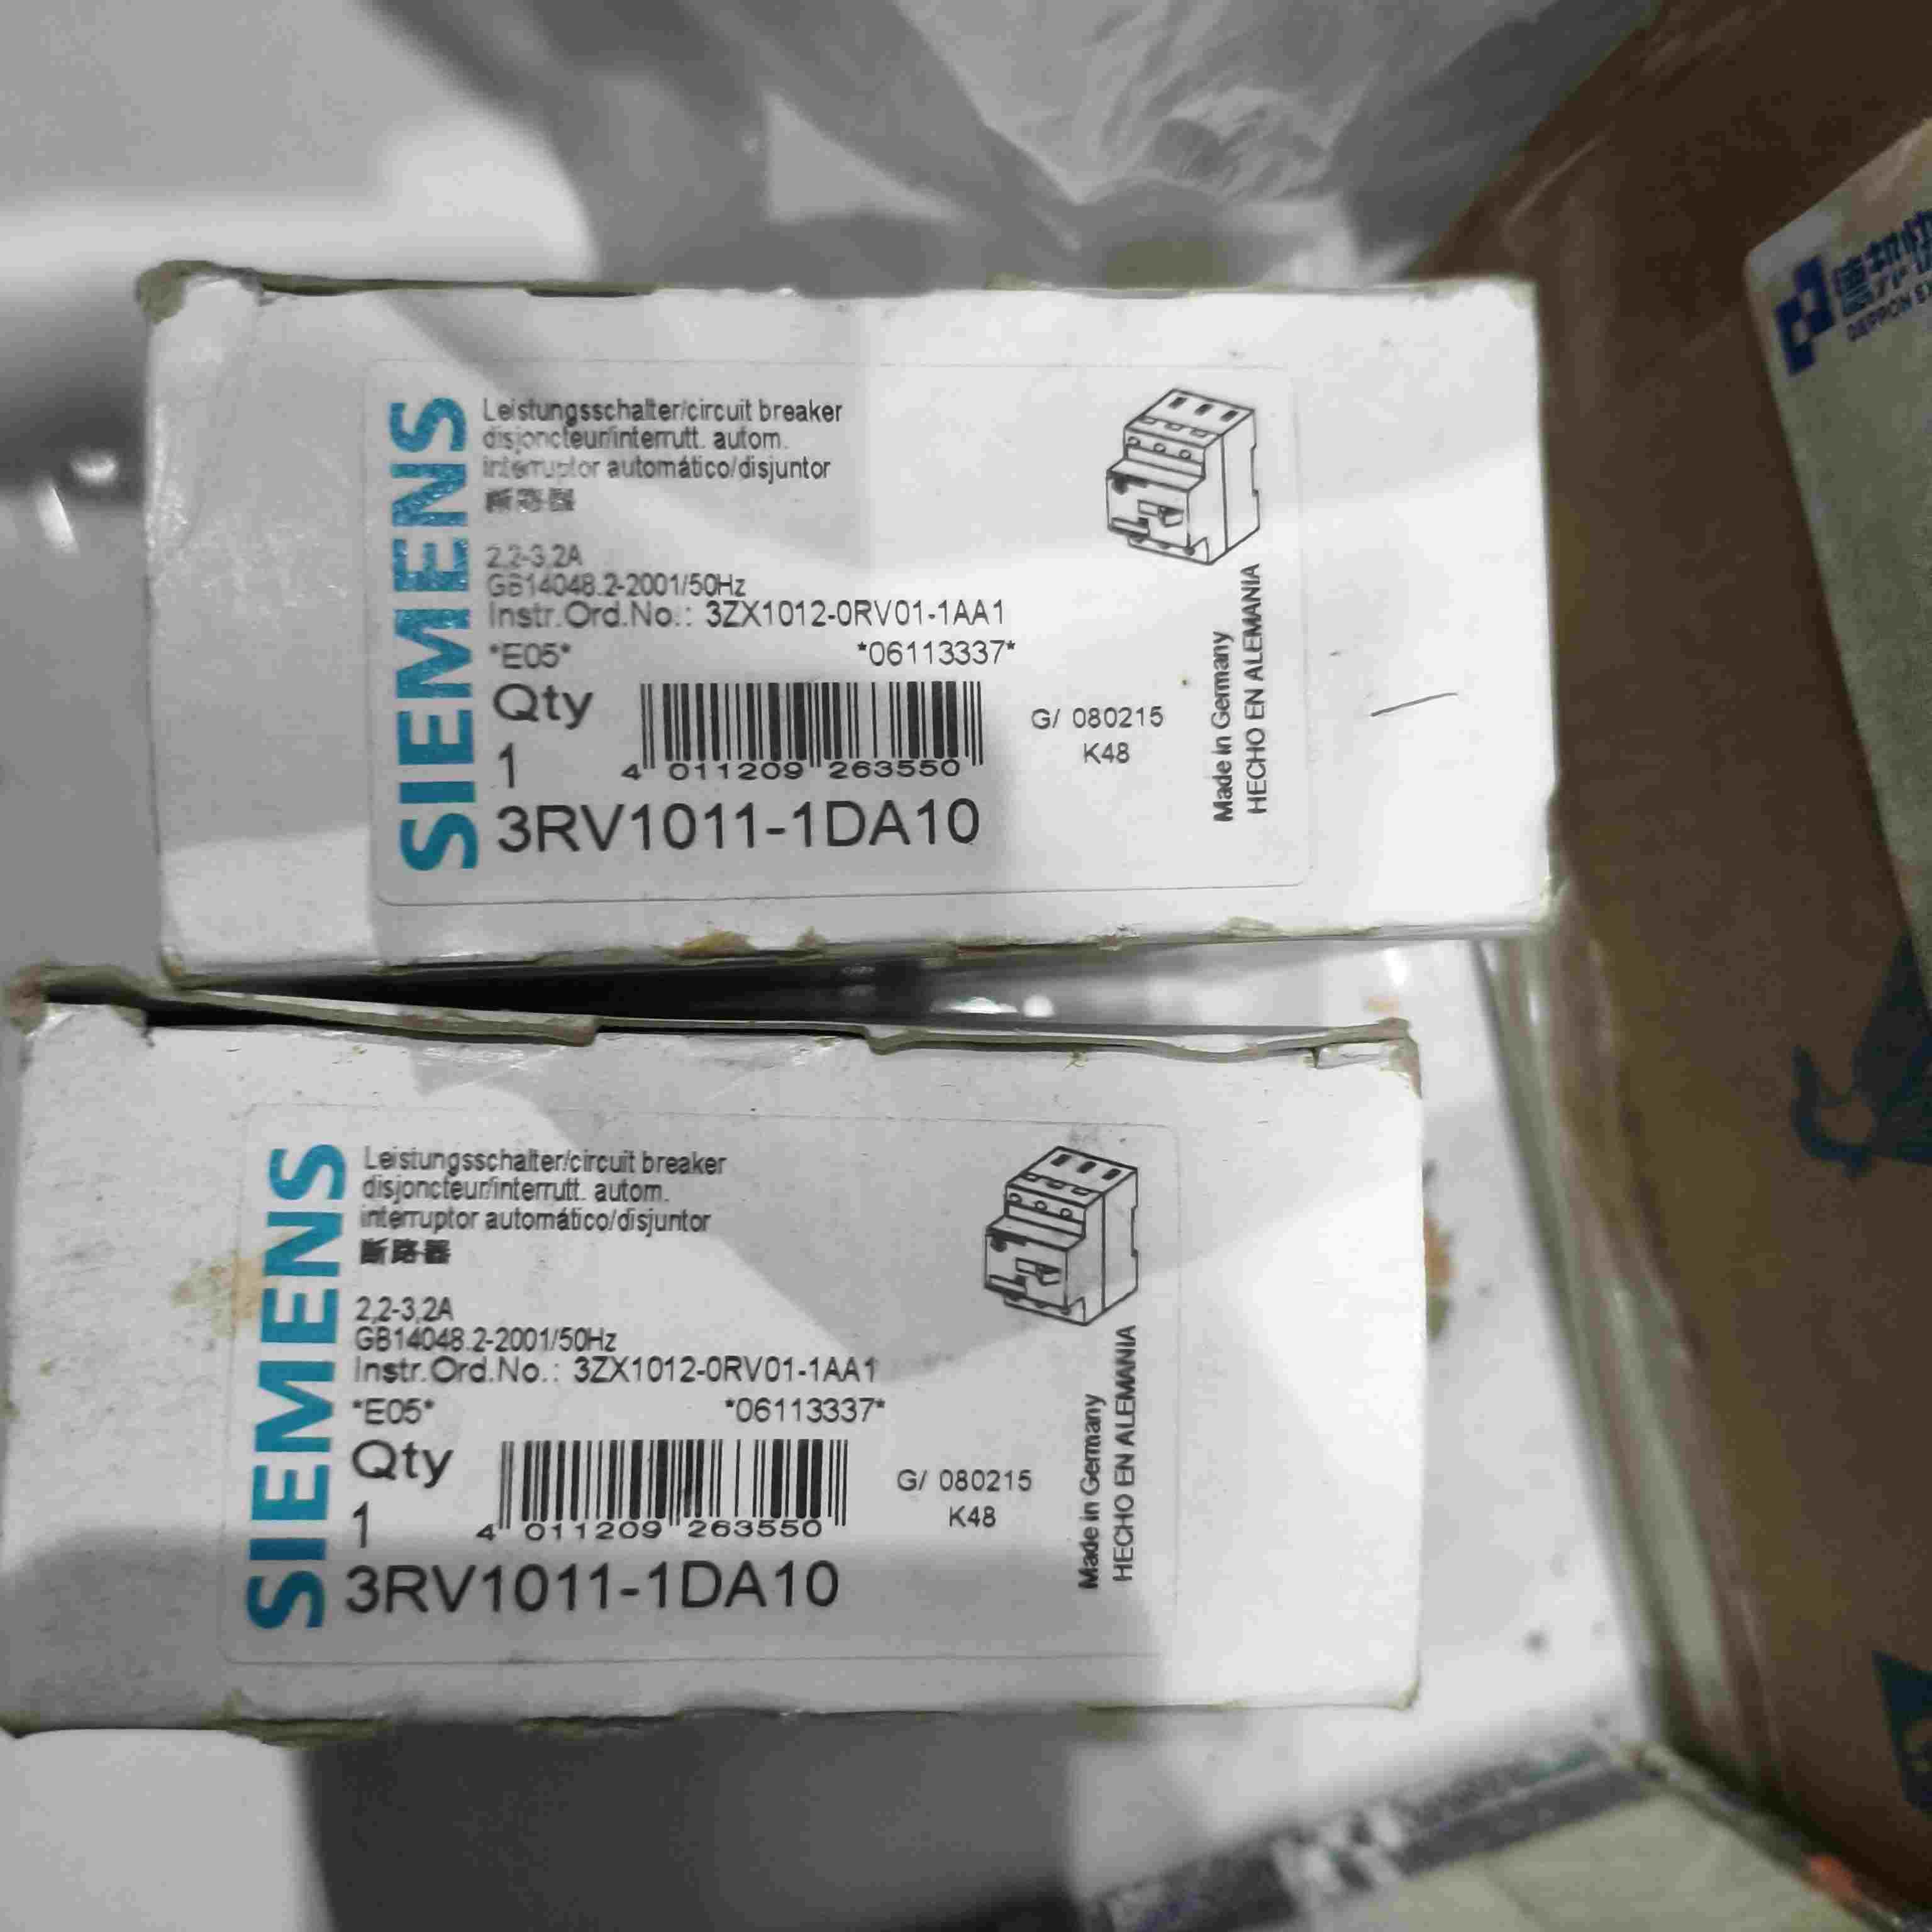 SIEMENS
Leistungsschalter/circuit breaker
disjoncteur/interrutt. autom.
interruptor automático/disjuntor
断路器
2,2-3,2A
GB14048.2-2001/50Hz
Instr.Ord.No.: 3ZX1012-0RV01-1AA1
*E05* *06113337*
Qty
1
4 011209 263550
G/ 080215
K48
3RV1011-1DA10
Made in Germany
HECHO EN ALEMANIA
SIEMENS
Leistungsschalter/circuit breaker
disjoncteur/interrutt. autom.
interruptor automático/disjuntor
断路器
2,2-3,2A
GB14048.2-2001/50Hz
Instr.Ord.No.: 3ZX1012-0RV01-1AA1
*E05* *06113337*
Qty
1
4 011209 263550
G/ 080215
K48
3RV1011-1DA10
Made in Germany
HECHO EN ALEMANIA